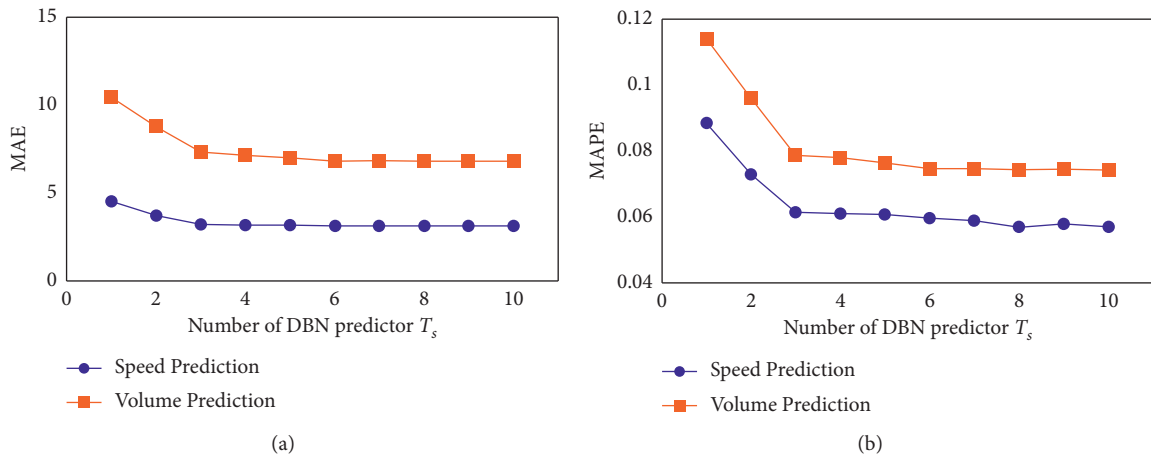 15
10
5
0
MAE
0
2
4
6
8
10
Number of DBN predictor Ts
Speed Prediction
Volume Prediction
(a)
0.12
0.1
0.08
0.06
0.04
MAPE
0
2
4
6
8
10
Number of DBN predictor Ts
Speed Prediction
Volume Prediction
(b)